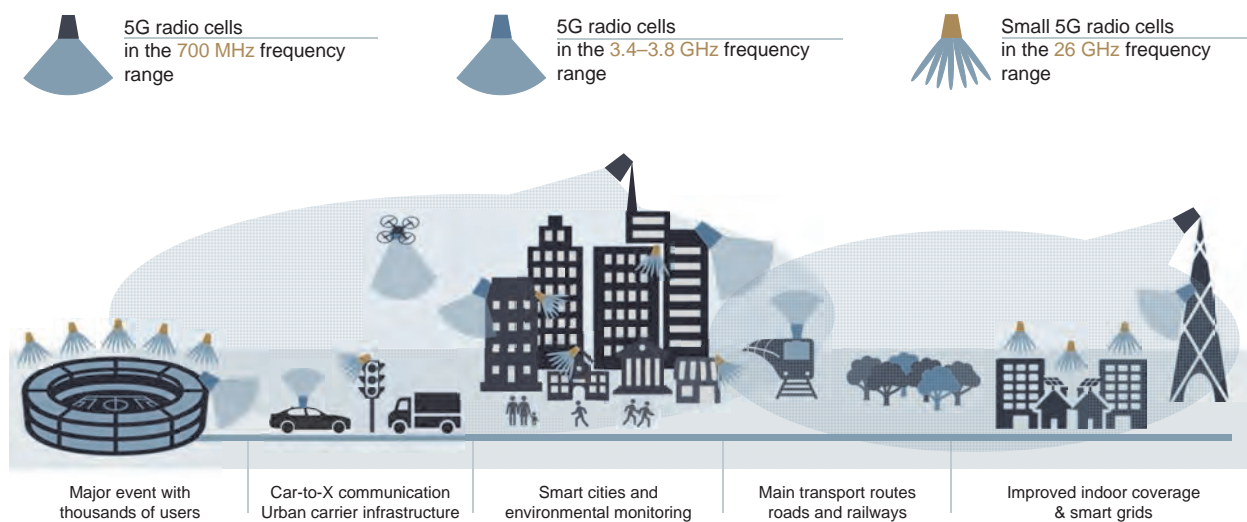 5G radio cells
in the 700 MHz frequency
range
5G radio cells
in the 3.4–3.8 GHz frequency
range
Small 5G radio cells
in the 26 GHz frequency
range
Major event with
thousands of users
Car-to-X communication
Urban carrier infrastructure
Smart cities and
environmental monitoring
Main transport routes
roads and railways
Improved indoor coverage
& smart grids